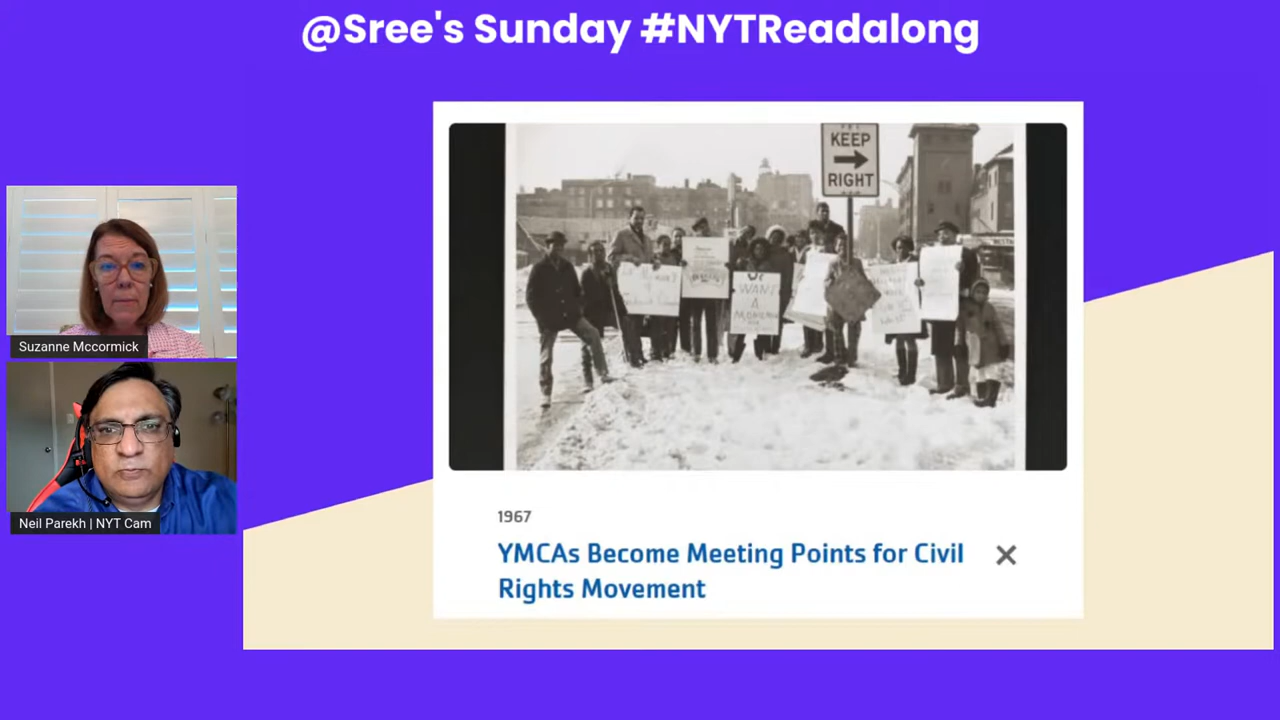 @Sree's Sunday #NYTReadalong
KEEP
RIGHT
WANT
A
Suzanne Mccormick
Neil Parekh | NYT Cam
1967
YMCAs Become Meeting Points for Civil
Rights Movement